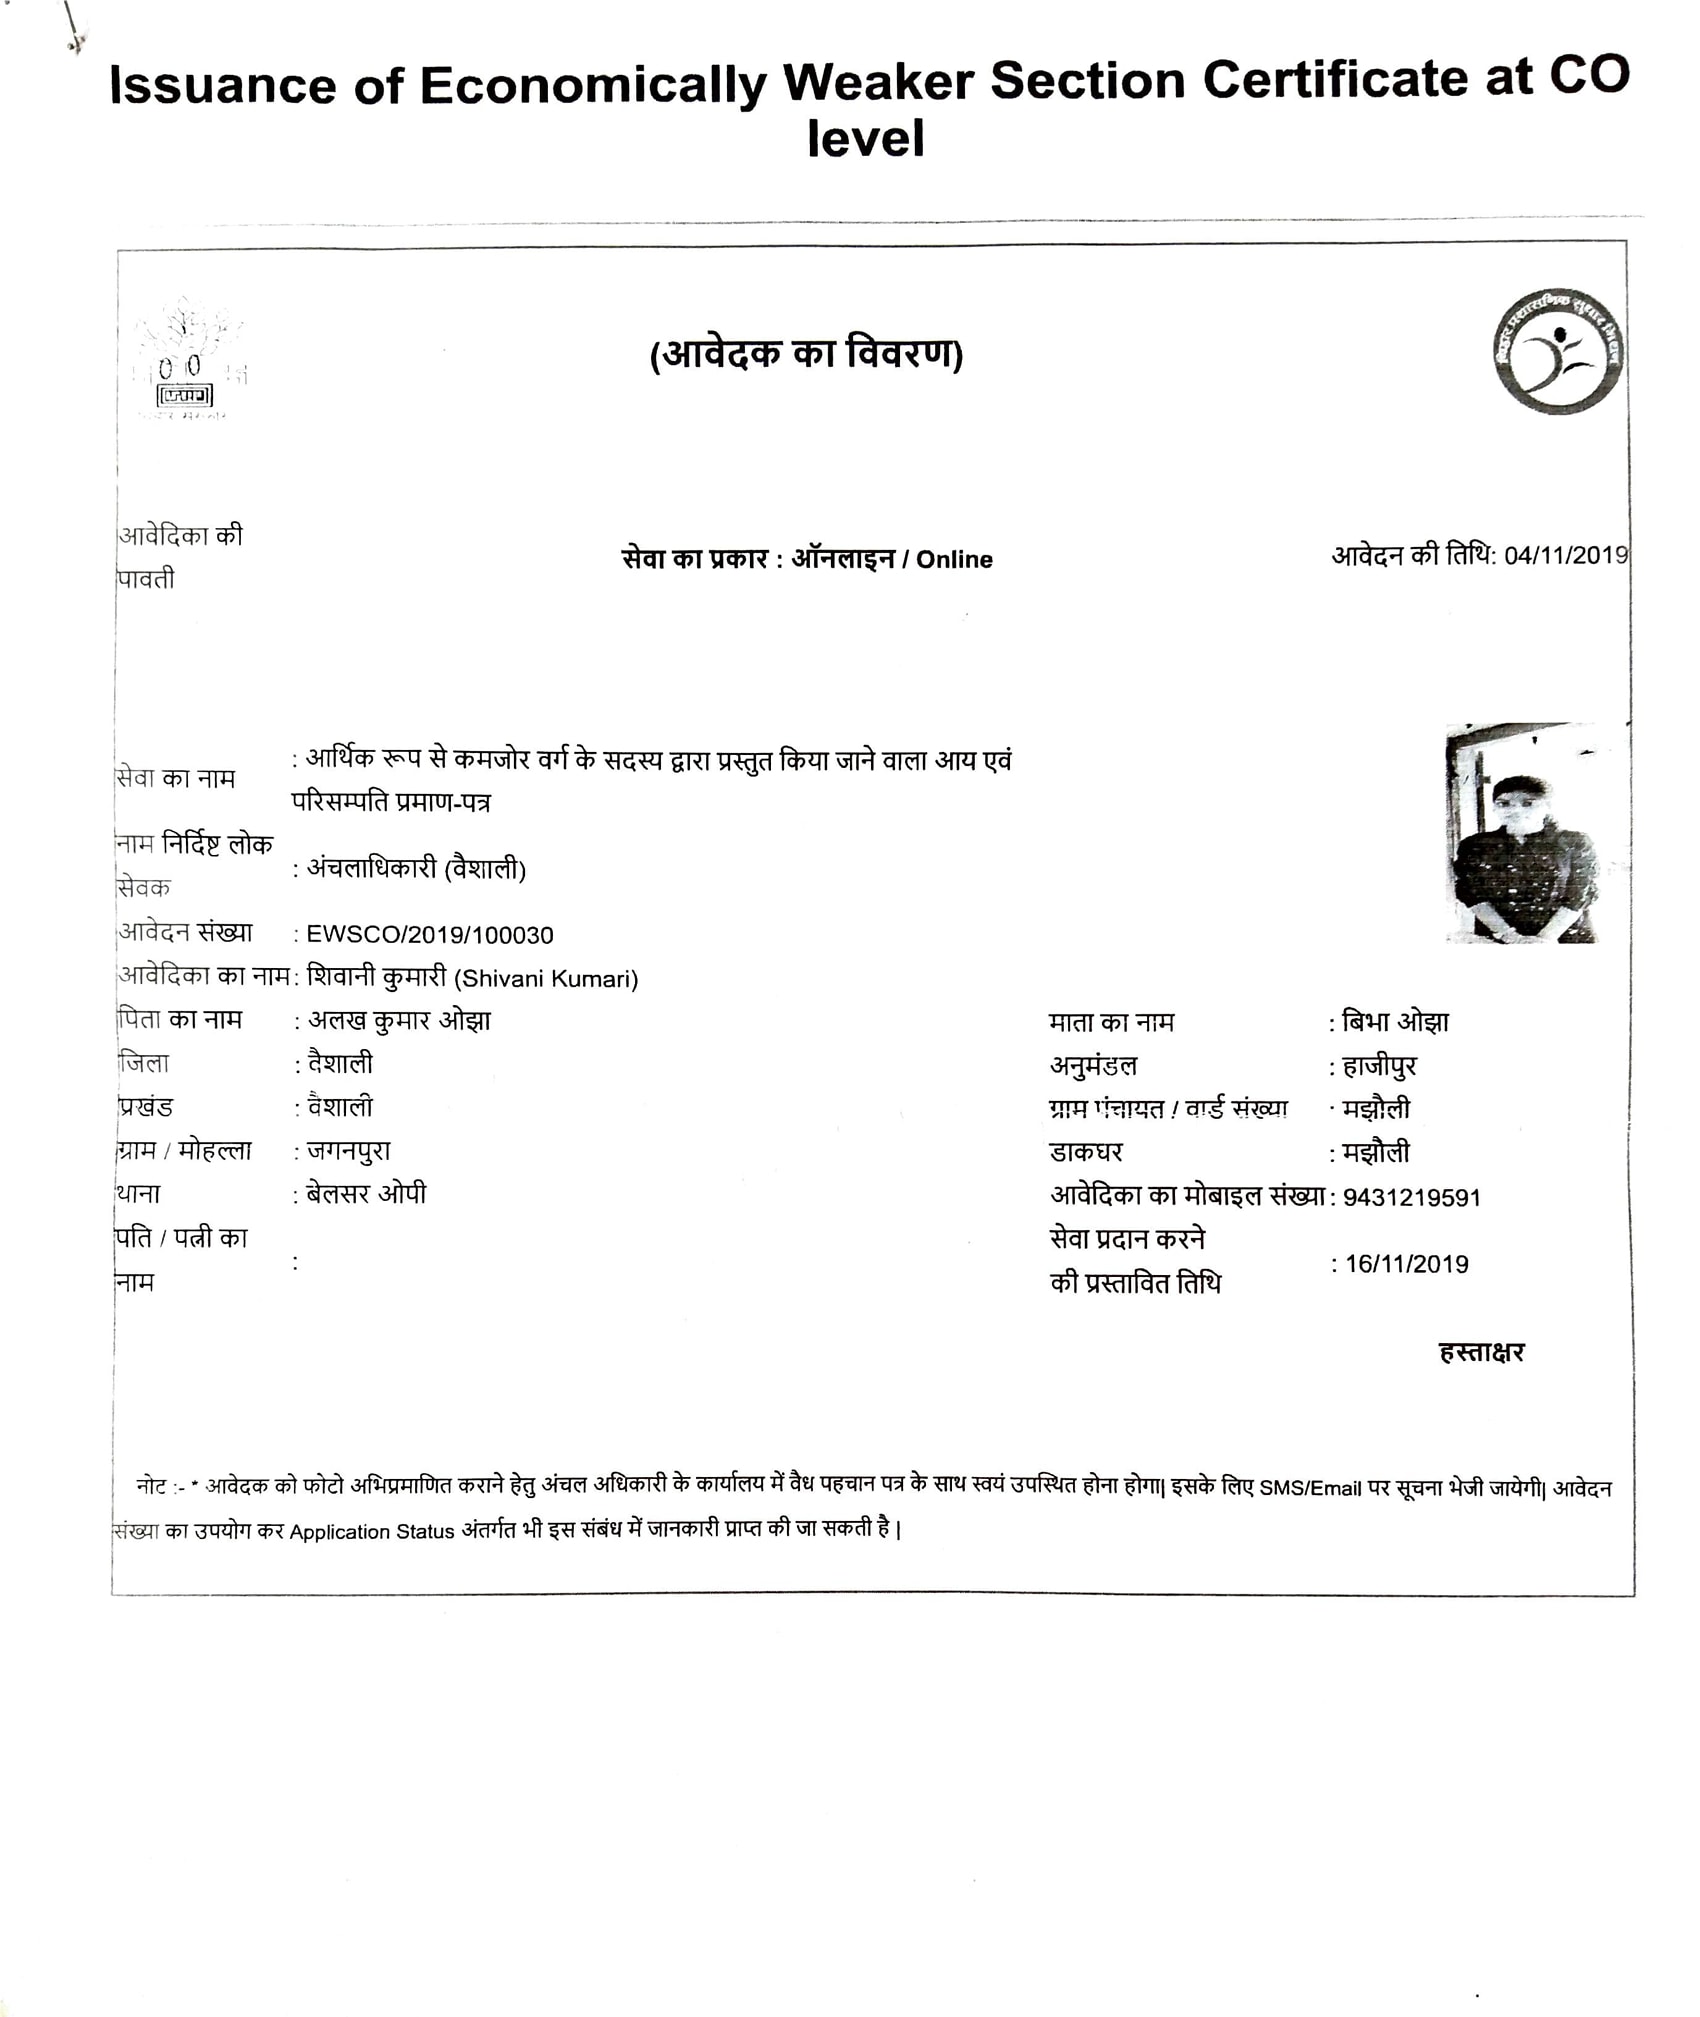 Issuance of Economically Weaker Section Certificate at CO
level
बिहार प्रशासनिक सुधार मिशन
(आवेदक का विवरण)
आवेदिका की
पावती
सेवा का प्रकार : ऑनलाइन / Online
आवेदन की तिथि: 04/11/2019
सेवा का नाम : आर्थिक रूप से कमजोर वर्ग के सदस्य द्वारा प्रस्तुत किया जाने वाला आय एवं
परिसम्पति प्रमाण-पत्र
नाम निर्दिष्ट लोक
सेवक : अंचलाधिकारी (वैशाली)
आवेदन संख्या : EWSCO/2019/100030
आवेदिका का नाम : शिवानी कुमारी (Shivani Kumari)
पिता का नाम : अलख कुमार ओझा माता का नाम : बिभा ओझा
जिला : वैशाली अनुमंडल : हाजीपुर
प्रखंड : वैशाली ग्राम पंचायत / वार्ड संख्या : मझौली
ग्राम / मोहल्ला : जगनपुरा डाकघर : मझौली
थाना : बेलसर ओपी आवेदिका का मोबाइल संख्या : 9431219591
पति / पत्नी का
नाम :
सेवा प्रदान करने
की प्रस्तावित तिथि : 16/11/2019
हस्ताक्षर
नोट :- * आवेदक को फोटो अभिप्रमाणित कराने हेतु अंचल अधिकारी के कार्यालय में वैध पहचान पत्र के साथ स्वयं उपस्थित होना होगा| इसके लिए SMS/Email पर सूचना भेजी जायेगी| आवेदन
संख्या का उपयोग कर Application Status अंतर्गत भी इस संबंध में जानकारी प्राप्त की जा सकती है |